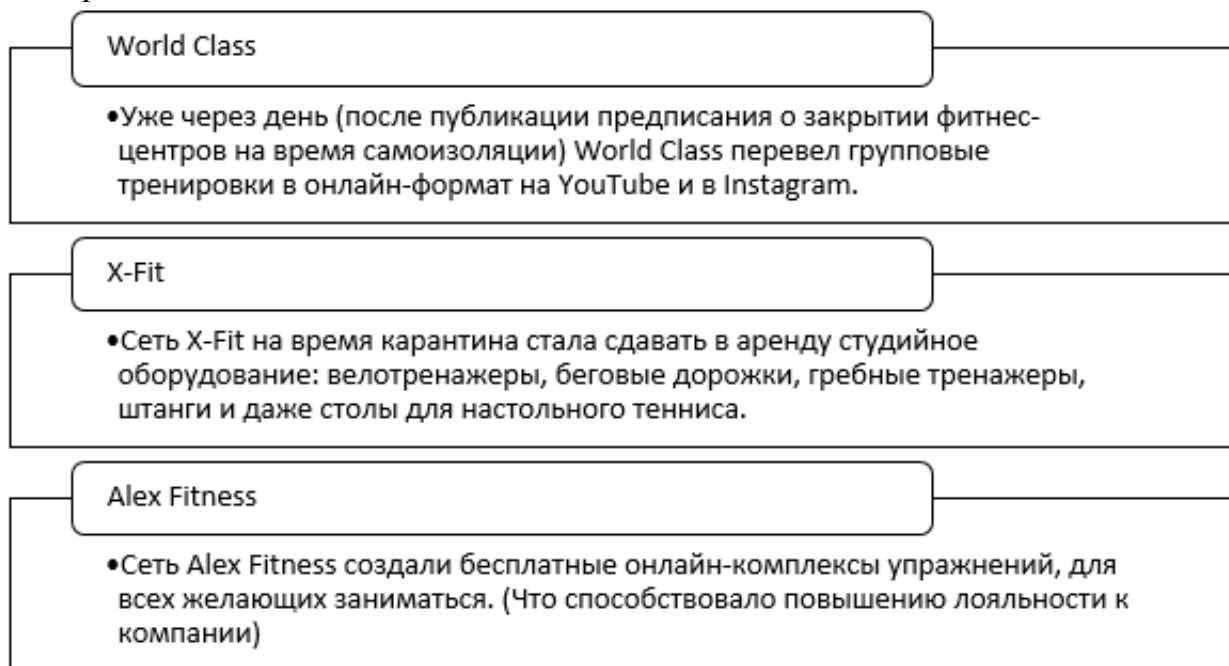 World Class
•Уже через день (после публикации предписания о закрытии фитнес-
центров на время самоизоляции) World Class перевел групповые
тренировки в онлайн-формат на YouTube и в Instagram.
X-Fit
•Сеть X-Fit на время карантина стала сдавать в аренду студийное
оборудование: велотренажеры, беговые дорожки, гребные тренажеры,
штанги и даже столы для настольного тенниса.
Alex Fitness
•Сеть Alex Fitness создали бесплатные онлайн-комплексы упражнений, для
всех желающих заниматься. (Что способствовало повышению лояльности к
компании)